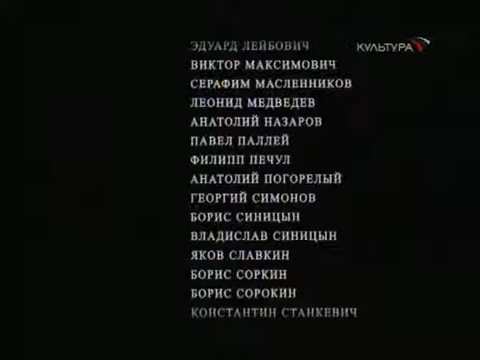 ЭДУАРД ЛЕЙБОВИЧ
КУЛЬТУРА
ВИКТОР МАКСИМОВИЧ
СЕРАФИМ МАСЛЕННИКОВ
ЛЕОНИД МЕДВЕДЕВ
АНАТОЛИЙ НАЗАРОВ
ПАВЕЛ ПАЛЛЕЙ
ФИЛИПП ПЕЧУЛ
АНАТОЛИЙ ПОГОРЕЛЫЙ
ГЕОРГИЙ СИМОНОВ
БОРИС СИНИЦЫН
ВЛАДИСЛАВ СИНИЦЫН
ЯКОВ СЛАВКИН
БОРИС СОРКИН
БОРИС СОРОКИН
КОНСТАНТИН СТАНКЕВИЧ